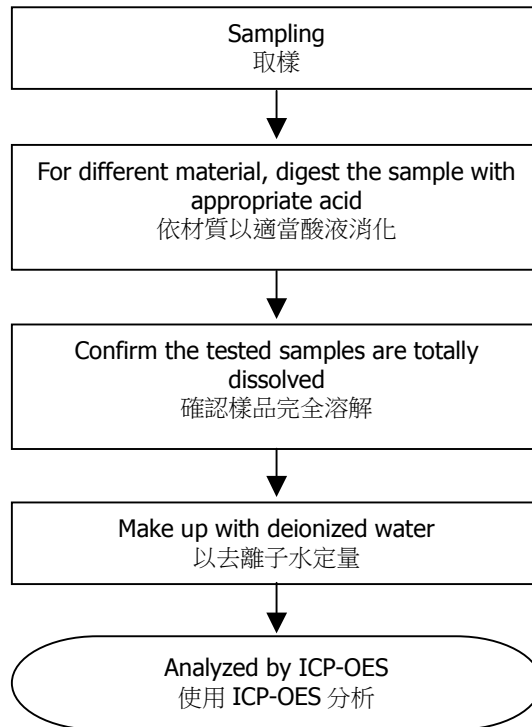 Sampling
取樣
For different material, digest the sample with
appropriate acid
依材質以適當酸液消化
Confirm the tested samples are totally
dissolved
確認樣品完全溶解
Make up with deionized water
以去離子水定量
Analyzed by ICP-OES
使用 ICP-OES 分析